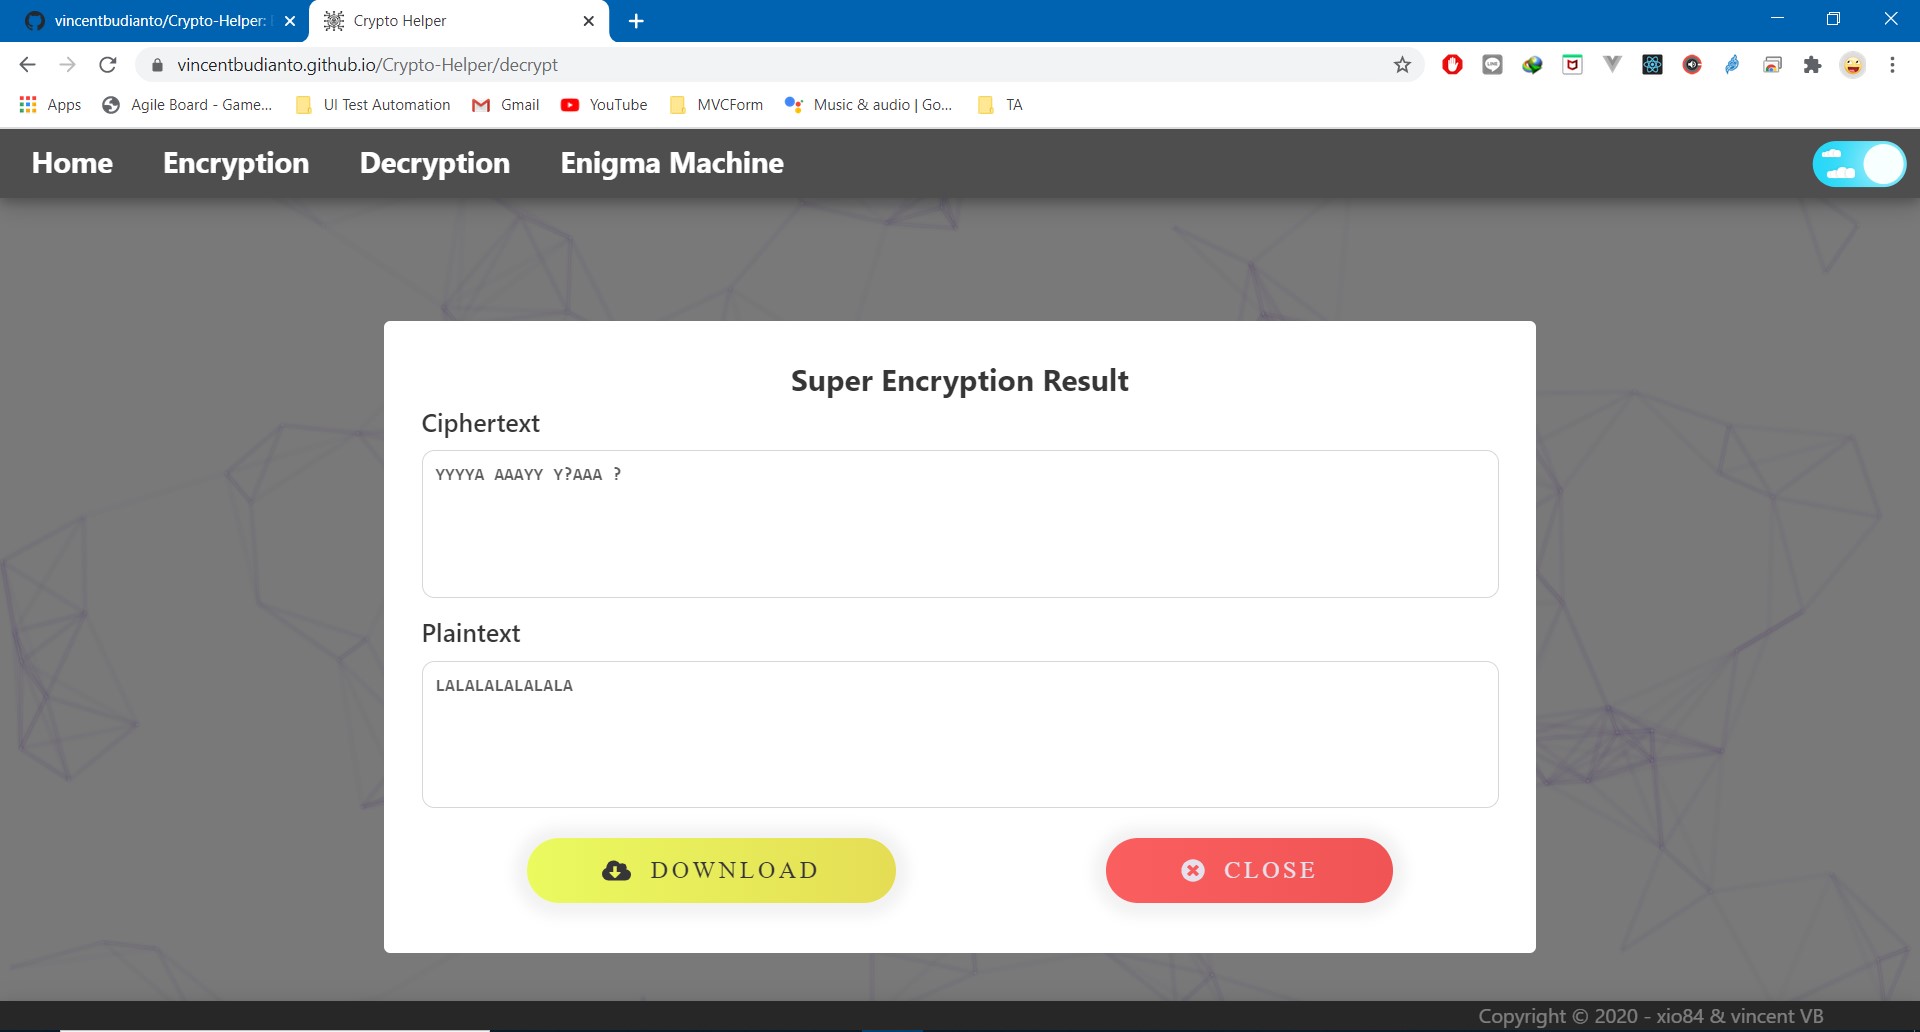 vincentbudianto/Crypto-Helper:
Crypto Helper
vincentbudianto.github.io/Crypto-Helper/decrypt
Apps Agile Board - Game... UI Test Automation Gmail YouTube MVCForm Music & audio | Go... TA
Home Encryption Decryption Enigma Machine
Super Encryption Result
Ciphertext
YYYYA AAAYY Y?AAA ?
Plaintext
LALALALALALALA
DOWNLOAD
CLOSE
Copyright © 2020 - xio84 & vincent VB